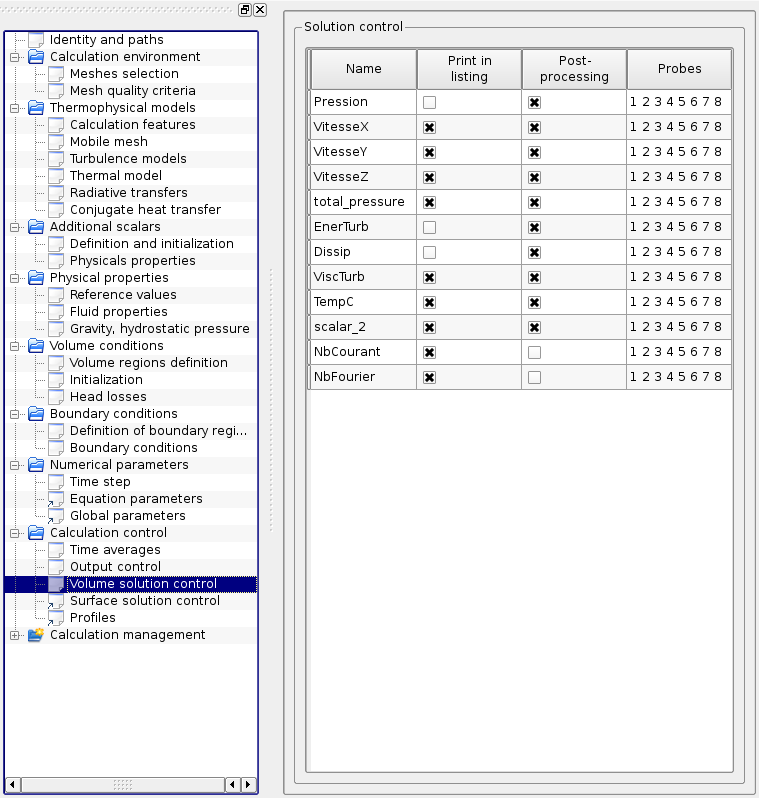 Identity and paths
Calculation environment
Meshes selection
Mesh quality criteria
Thermophysical models
Calculation features
Mobile mesh
Turbulence models
Thermal model
Radiative transfers
Conjugate heat transfer
Additional scalars
Definition and initialization
Physicals properties
Physical properties
Reference values
Fluid properties
Gravity, hydrostatic pressure
Volume conditions
Volume regions definition
Initialization
Head losses
Boundary conditions
Definition of boundary regi...
Boundary conditions
Numerical parameters
Time step
Equation parameters
Global parameters
Calculation control
Time averages
Output control
Volume solution control
Surface solution control
Profiles
Calculation management
Solution control
Name Print in listing Post-processing Probes
Pression 1 2 3 4 5 6 7 8
VitesseX 1 2 3 4 5 6 7 8
VitesseY 1 2 3 4 5 6 7 8
VitesseZ 1 2 3 4 5 6 7 8
total_pressure 1 2 3 4 5 6 7 8
EnerTurb 1 2 3 4 5 6 7 8
Dissip 1 2 3 4 5 6 7 8
ViscTurb 1 2 3 4 5 6 7 8
TempC 1 2 3 4 5 6 7 8
scalar_2 1 2 3 4 5 6 7 8
NbCourant 1 2 3 4 5 6 7 8
NbFourier 1 2 3 4 5 6 7 8